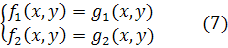 {f₁(x, y) = g₁(x, y)
{f₂(x, y) = g₂(x, y) (7)